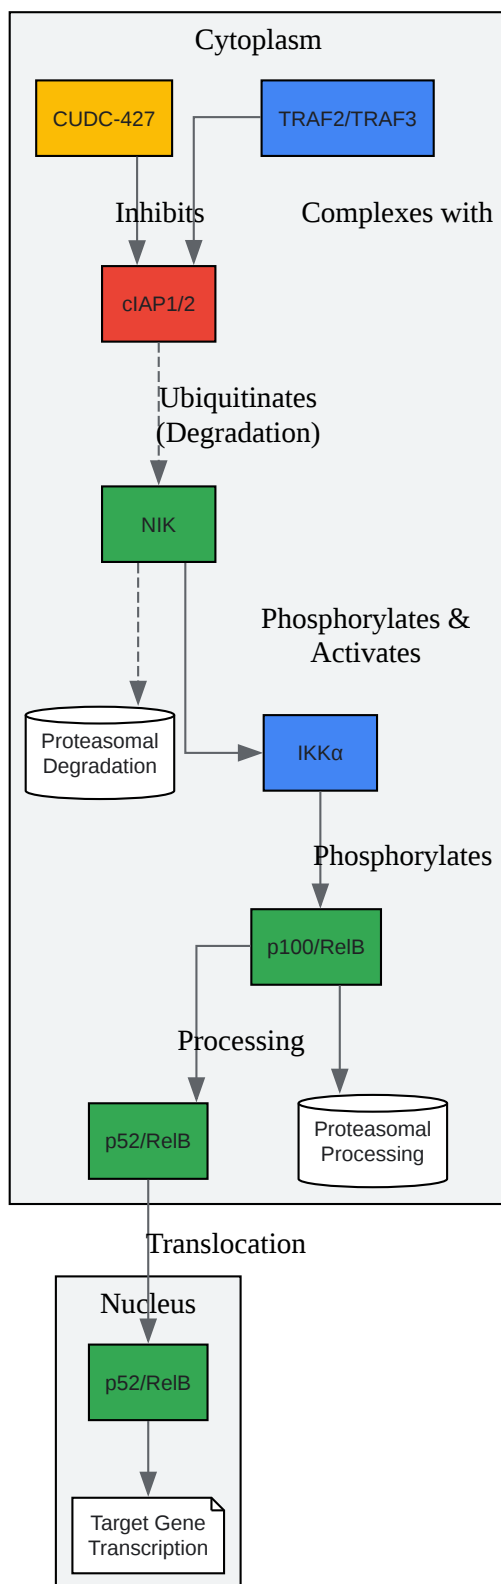 Cytoplasm
CUDC-427
TRAF2/TRAF3
Inhibits
Complexes with
cIAP1/2
Ubiquitinates
(Degradation)
NIK
Phosphorylates &
Activates
Proteasomal
Degradation
IKKα
Phosphorylates
p100/RelB
Processing
p52/RelB
Proteasomal
Processing
Translocation
Nucleus
p52/RelB
Target Gene
Transcription